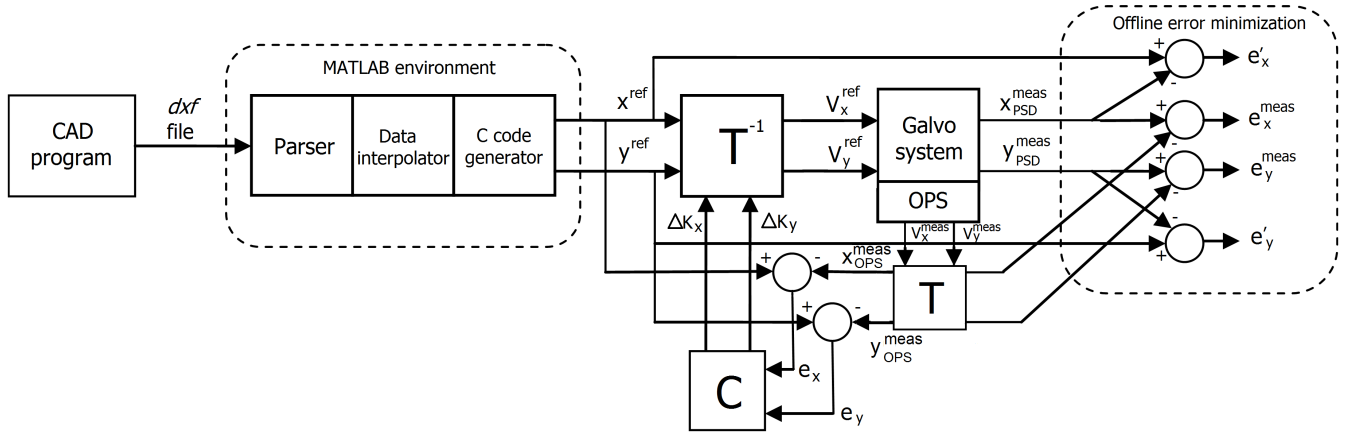 Offline error minimization
MATLAB environment
CAD
program
dxf
file
Parser
Data
interpolator
C code
generator
x^ref
y^ref
T^-1
V_x^ref
V_y^ref
Galvo
system
OPS
x_PSD^meas
y_PSD^meas
+
-
e'_x
+
-
e_x^meas
+
-
e_y^meas
-
+
e'_y
ΔK_x
ΔK_y
V_x^meas
V_y^meas
+
-
x_OPS^meas
T
+
-
y_OPS^meas
C
e_x
e_y